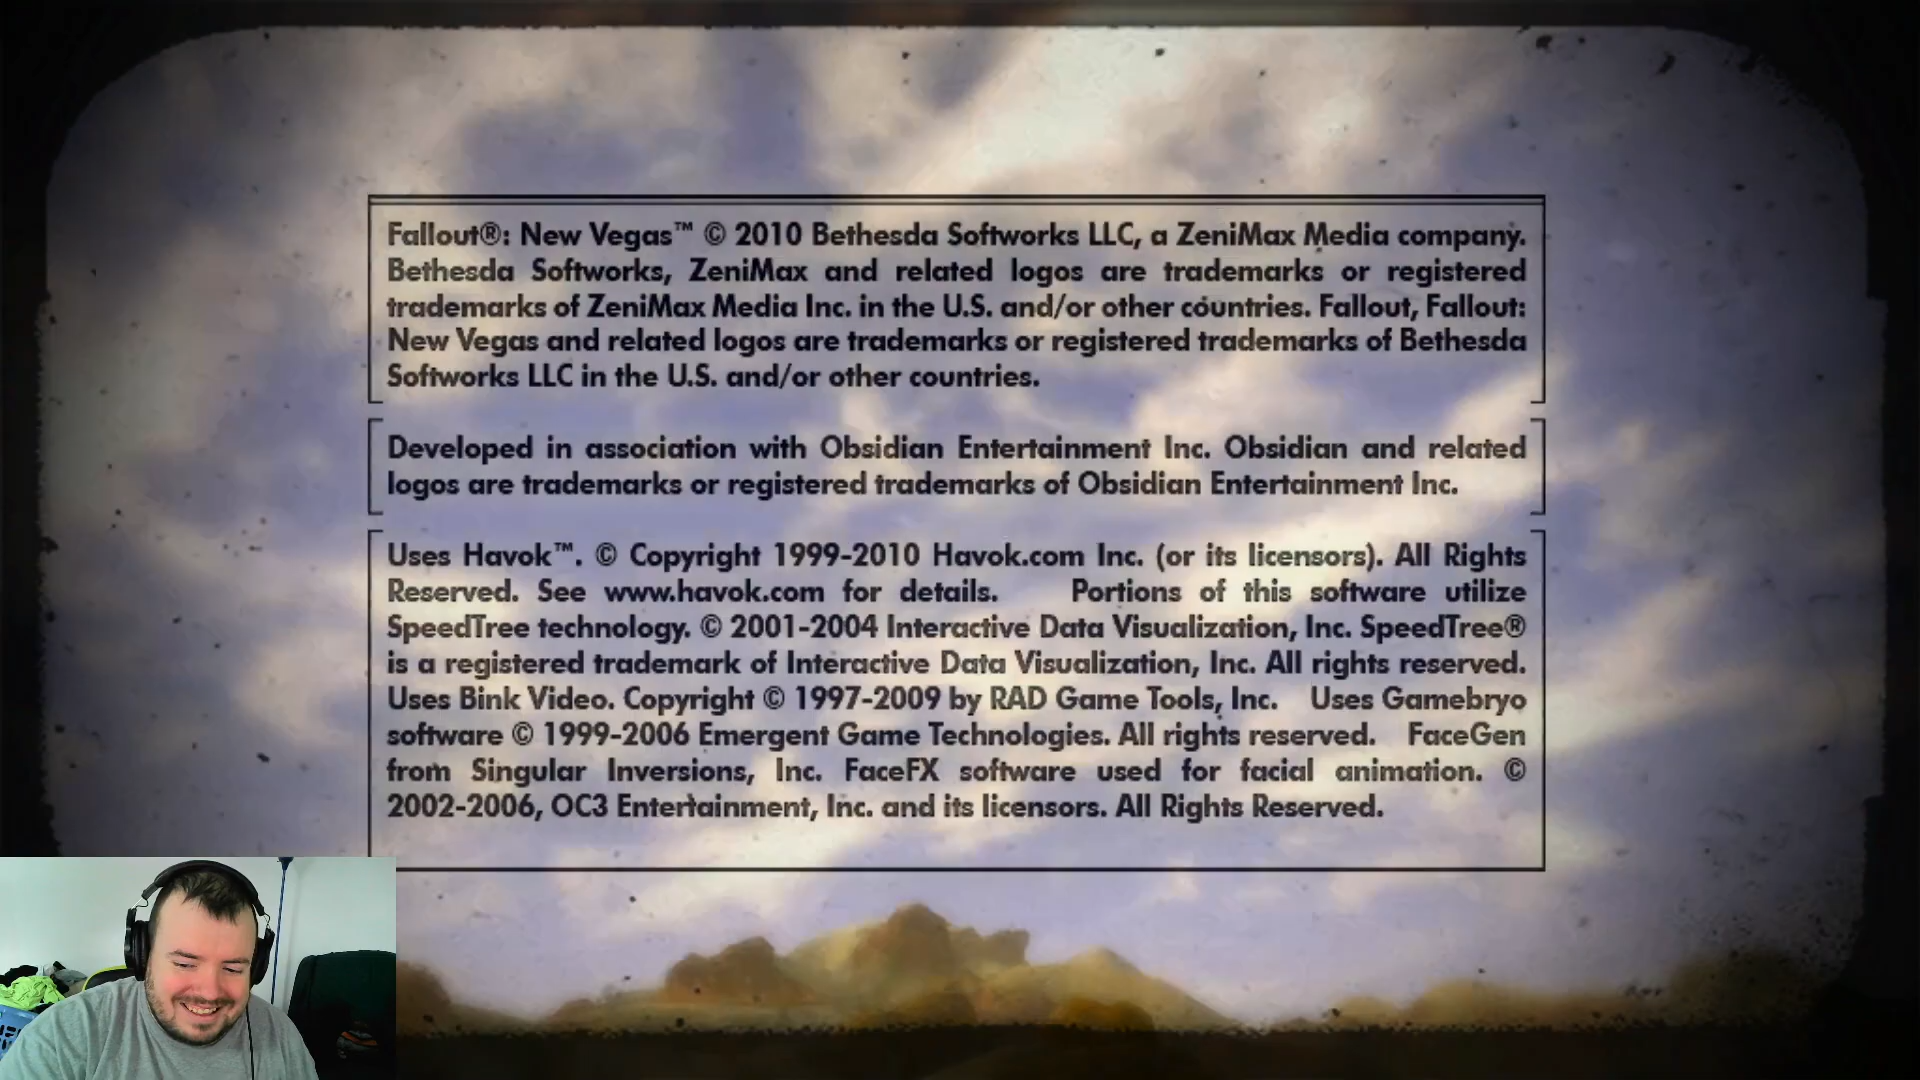 Fallout®: New Vegas™ © 2010 Bethesda Softworks LLC, a ZeniMax Media company.
Bethesda Softworks, ZeniMax and related logos are trademarks or registered
trademarks of ZeniMax Media Inc. in the U.S. and/or other countries. Fallout, Fallout:
New Vegas and related logos are trademarks or registered trademarks of Bethesda
Softworks LLC in the U.S. and/or other countries.
Developed in association with Obsidian Entertainment Inc. Obsidian and related
logos are trademarks or registered trademarks of Obsidian Entertainment Inc.
Uses Havok™. © Copyright 1999-2010 Havok.com Inc. (or its licensors). All Rights
Reserved. See www.havok.com for details. Portions of this software utilize
SpeedTree technology. © 2001-2004 Interactive Data Visualization, Inc. SpeedTree®
is a registered trademark of Interactive Data Visualization, Inc. All rights reserved.
Uses Bink Video. Copyright © 1997-2009 by RAD Game Tools, Inc. Uses Gamebryo
software © 1999-2006 Emergent Game Technologies. All rights reserved. FaceGen
from Singular Inversions, Inc. FaceFX software used for facial animation. ©
2002-2006, OC3 Entertainment, Inc. and its licensors. All Rights Reserved.